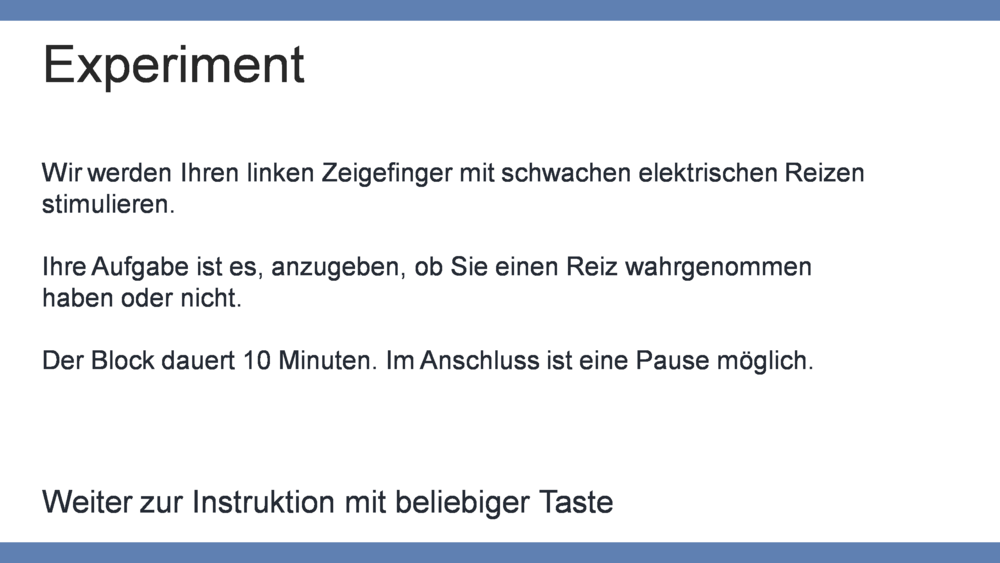 Experiment
Wir werden Ihren linken Zeigefinger mit schwachen elektrischen Reizen
stimulieren.
Ihre Aufgabe ist es, anzugeben, ob Sie einen Reiz wahrgenommen
haben oder nicht.
Der Block dauert 10 Minuten. Im Anschluss ist eine Pause möglich.
Weiter zur Instruktion mit beliebiger Taste